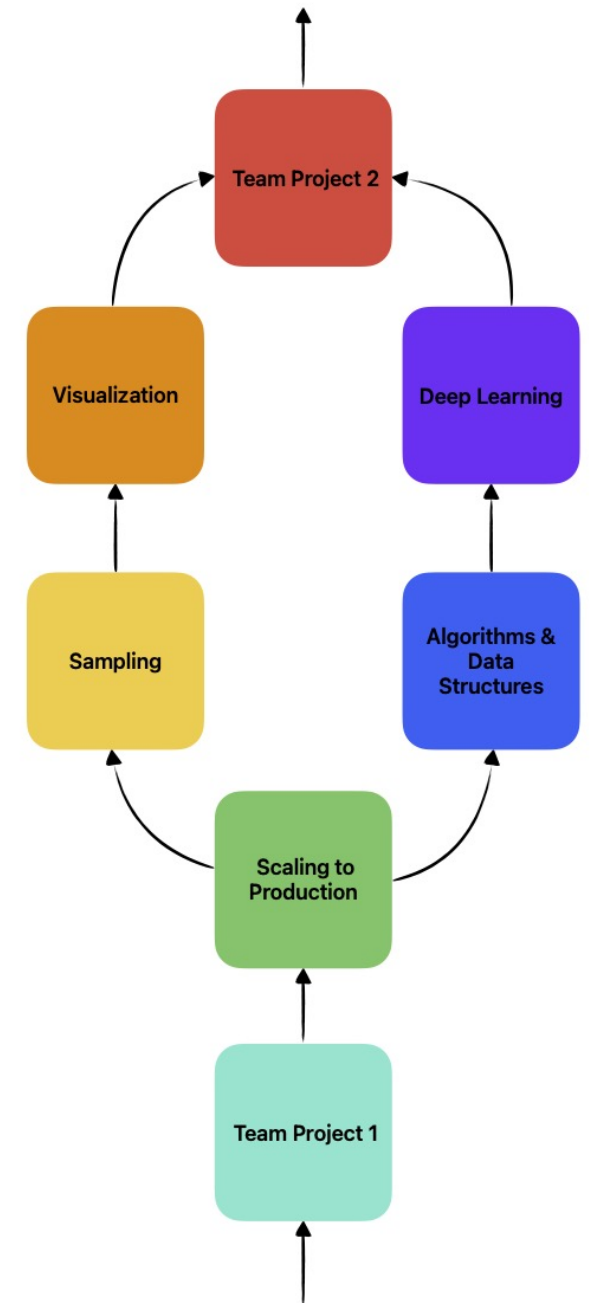 Team Project 2
Visualization
Deep Learning
Sampling
Algorithms &
Data
Structures
Scaling to
Production
Team Project 1